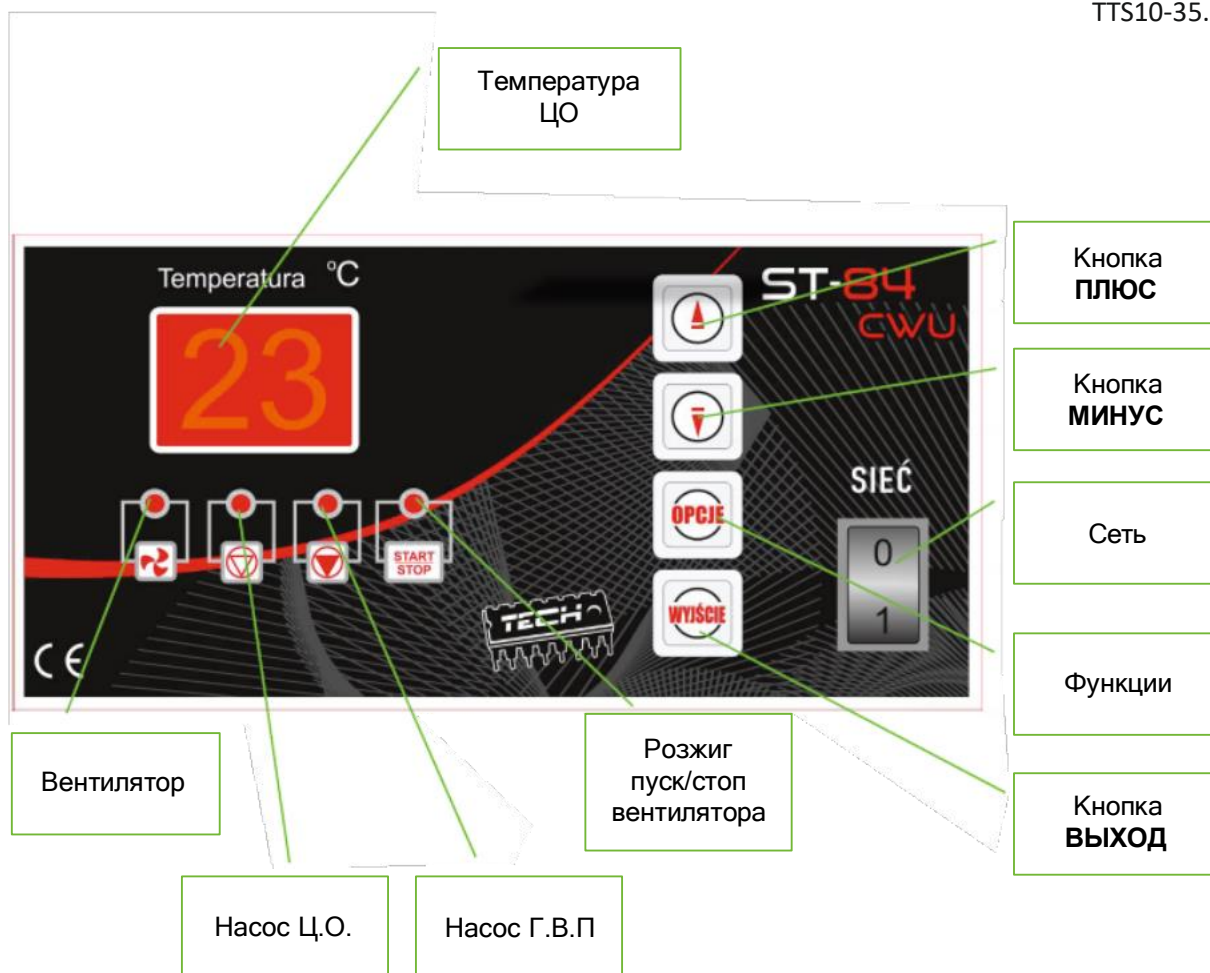 TTS10-35.
Температура
ЦО
Temperatura °C
23
ST-84
CWU
Кнопка
ПЛЮС
Кнопка
МИНУС
SIEĆ
0
1
Сеть
OPCJE
START
STOP
WYJŚCIE
TECH
CE
Функции
Вентилятор
Розжиг
пуск/стоп
вентилятора
Кнопка
ВЫХОД
Насос Ц.О.
Насос Г.В.П